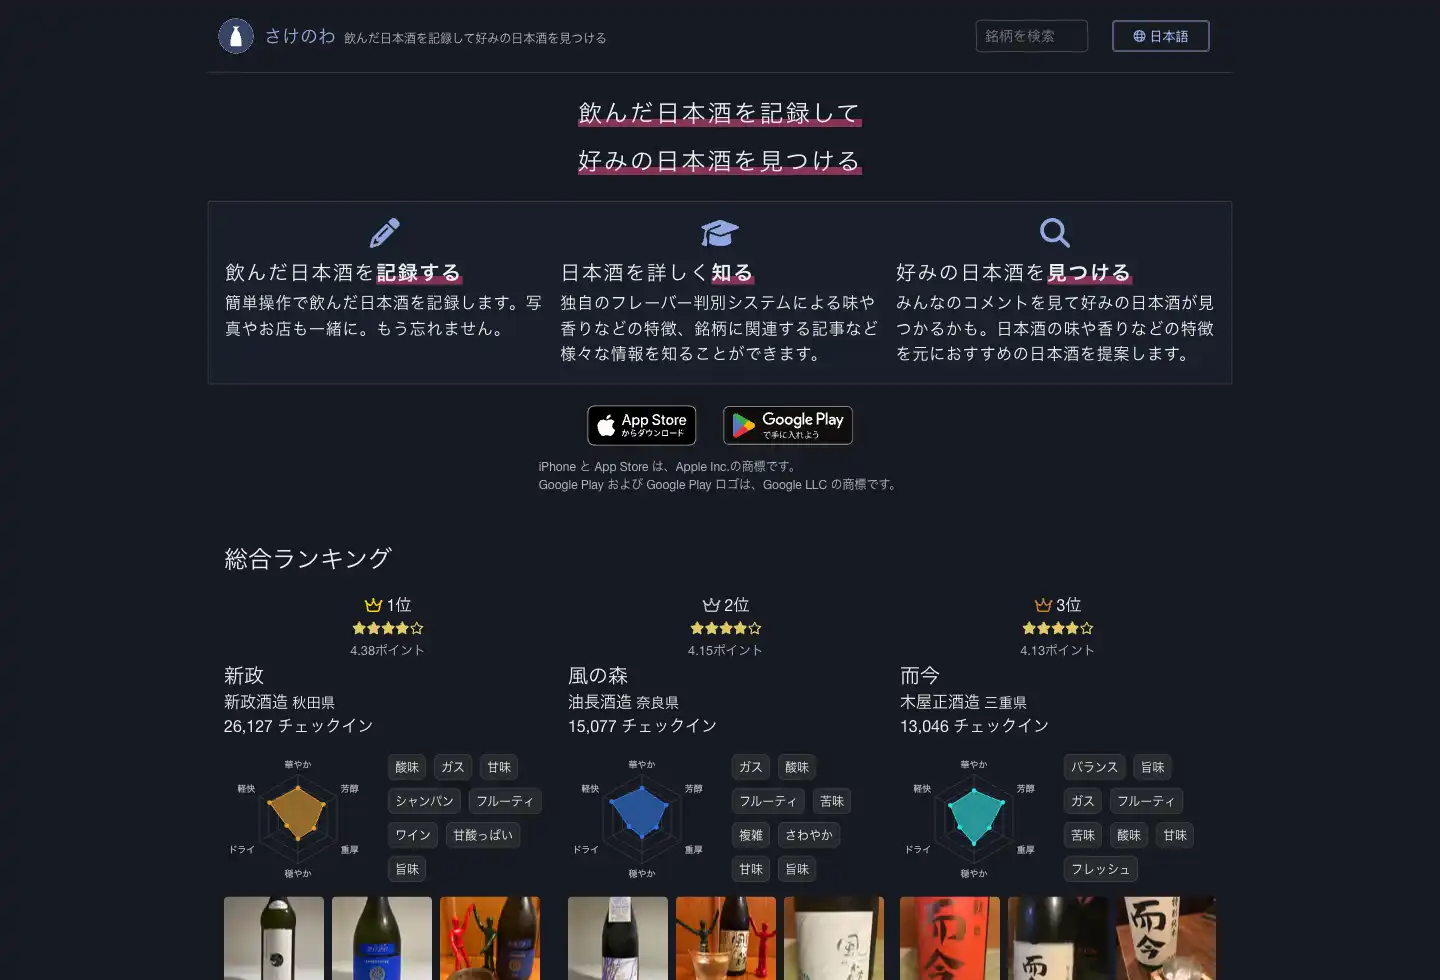 さけのわ 飲んだ日本酒を記録して好みの日本酒を見つける
銘柄を検索
日本語
飲んだ日本酒を記録して
好みの日本酒を見つける
飲んだ日本酒を記録する
簡単操作で飲んだ日本酒を記録します。写
真やお店も一緒に。もう忘れません。
日本酒を詳しく知る
独自のフレーバー判別システムによる味や
香りなどの特徴、銘柄に関連する記事など
様々な情報を知ることができます。
好みの日本酒を見つける
みんなのコメントを見て好みの日本酒が見
つかるかも。日本酒の味や香りなどの特徴
を元におすすめの日本酒を提案します。
App Store
からダウンロード
Google Play
で手に入れよう
iPhone と App Store は、Apple Inc.の商標です。
Google Play および Google Play ロゴは、Google LLC の商標です。
総合ランキング
1位
4.38ポイント
新政
新政酒造 秋田県
26,127 チェックイン
華やか
芳醇
重厚
穏やか
ドライ
軽快
酸味 ガス 甘味
シャンパン フルーティ
ワイン 甘酸っぱい
旨味
2位
4.15ポイント
風の森
油長酒造 奈良県
15,077 チェックイン
華やか
芳醇
重厚
穏やか
ドライ
軽快
ガス 酸味
フルーティ 苦味
複雑 さわやか
甘味 旨味
風の森
3位
4.13ポイント
而今
木屋正酒造 三重県
13,046 チェックイン
華やか
芳醇
重厚
穏やか
ドライ
軽快
バランス 旨味
ガス フルーティ
苦味 酸味 甘味
フレッシュ
而今
而今
而今